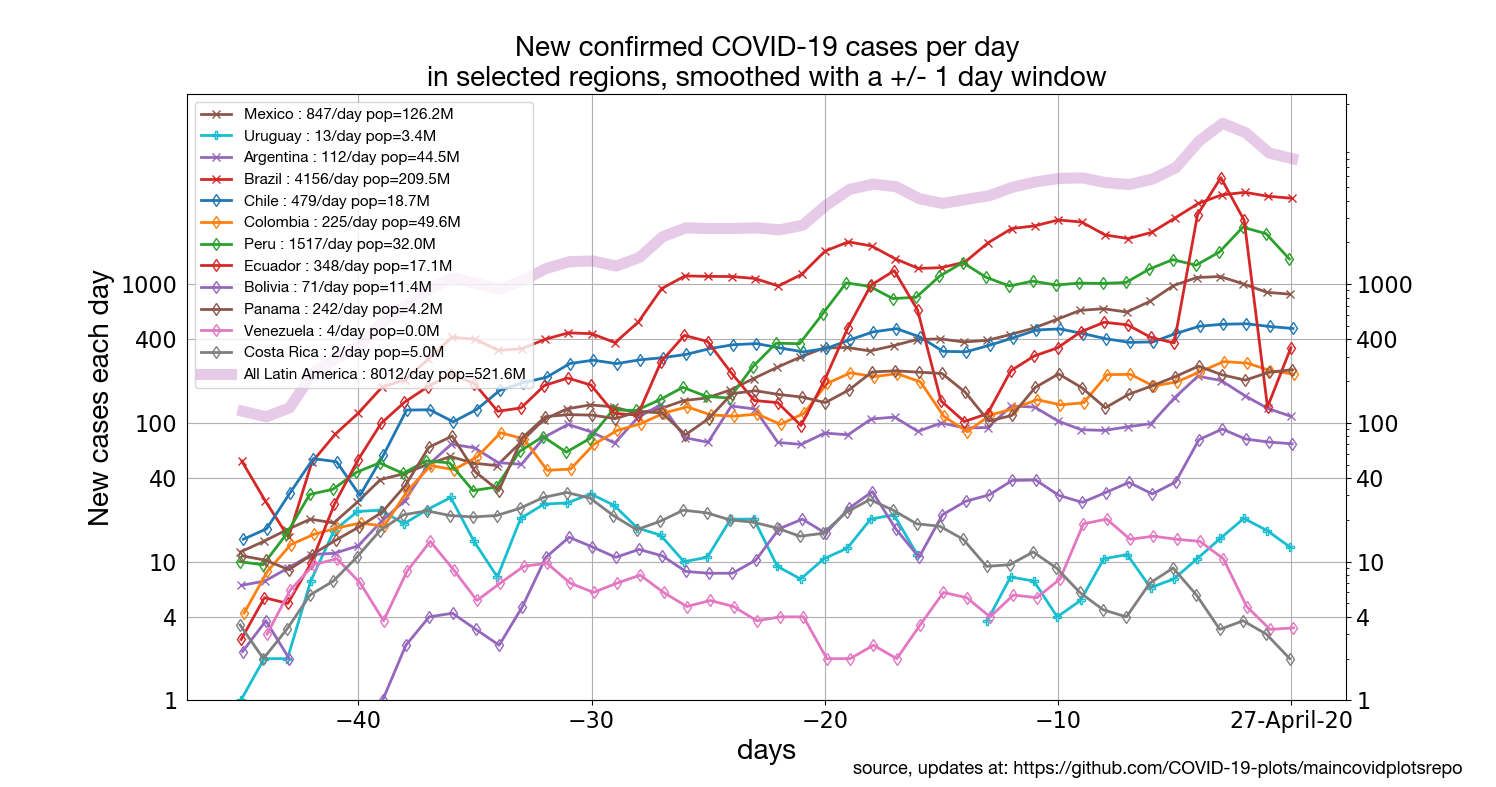 New confirmed COVID-19 cases per day
in selected regions, smoothed with a +/- 1 day window
Mexico : 847/day pop=126.2M
Uruguay : 13/day pop=3.4M
Argentina : 112/day pop=44.5M
Brazil : 4156/day pop=209.5M
Chile : 479/day pop=18.7M
Colombia : 225/day pop=49.6M
Peru : 1517/day pop=32.0M
Ecuador : 348/day pop=17.1M
Bolivia : 71/day pop=11.4M
Panama : 242/day pop=4.2M
Venezuela : 4/day pop=0.0M
Costa Rica : 2/day pop=5.0M
All Latin America : 8012/day pop=521.6M
New cases each day
1000 1000
400 400
100 100
40 40
10 10
4 4
1 1
−40 −30 −20 −10 27-April-20
days
source, updates at: https://github.com/COVID-19-plots/maincovidplotsrepo